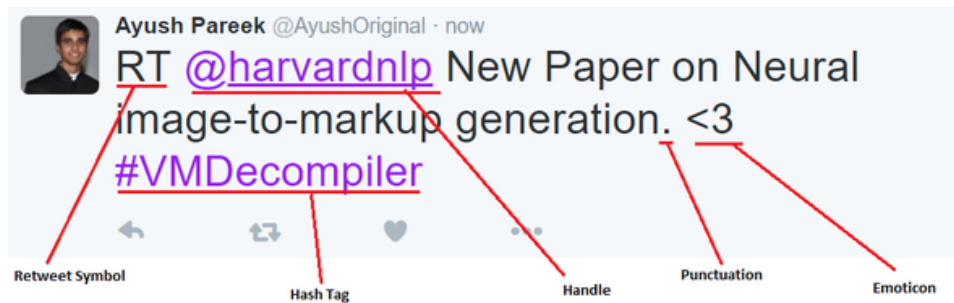 Ayush Pareek @AyushOriginal · now
RT @harvardnlp New Paper on Neural
image-to-markup generation. <3
#VMDecompiler
Retweet Symbol
Hash Tag
Handle
Punctuation
Emoticon